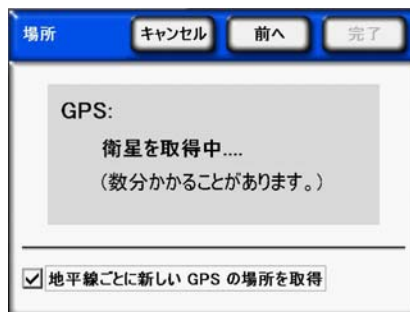 場所 キャンセル 前へ 完了
GPS:
衛星を取得中....
（数分かかることがあります。）
地平線ごとに新しい GPS の場所を取得